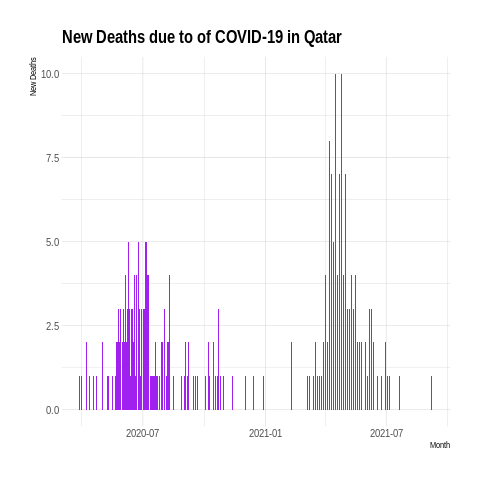 New Deaths due to of COVID-19 in Qatar
New Deaths
10.0
7.5
5.0
2.5
0.0
2020-07
2021-01
2021-07
Month